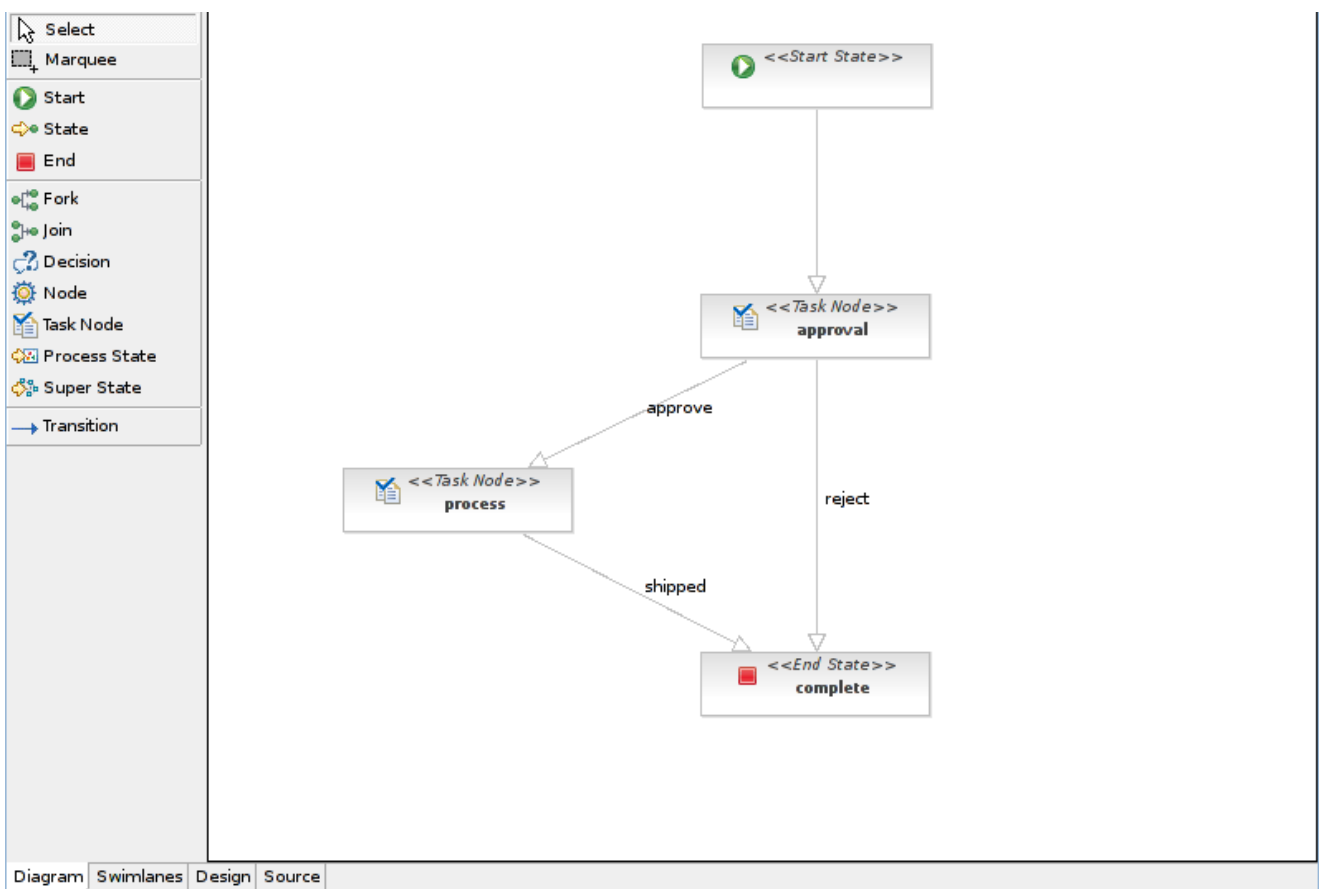 Select
Marquee
Start
State
End
Fork
Join
Decision
Node
Task Node
Process State
Super State
Transition
<<Start State>>
<<Task Node>>
approval
approve
<<Task Node>>
process
reject
shipped
<<End State>>
complete
Diagram Swimlanes Design Source